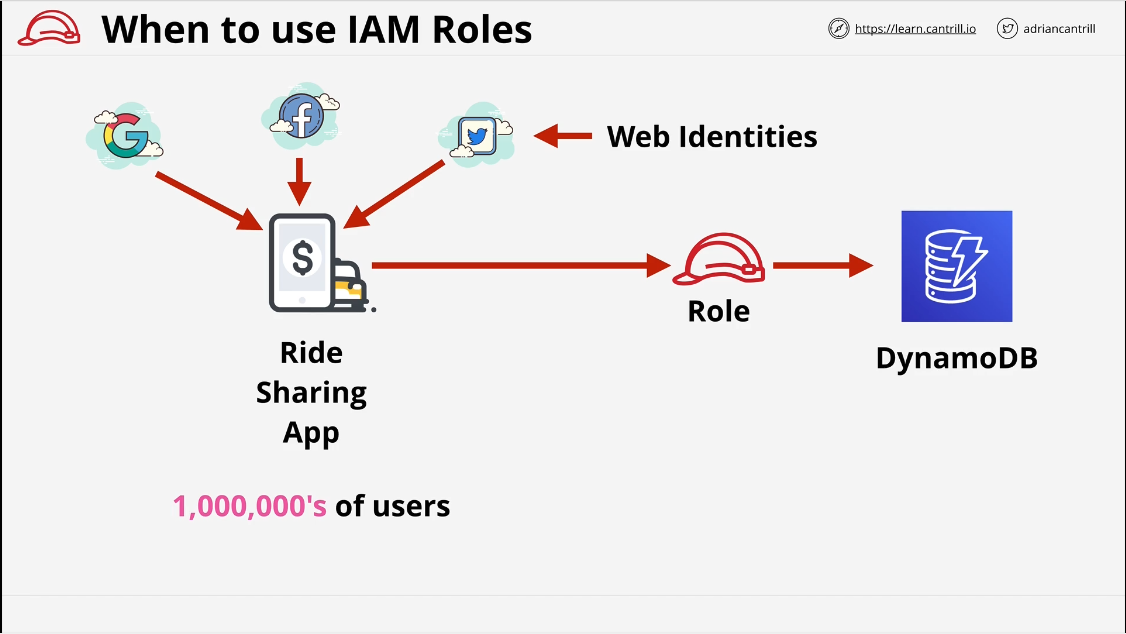 When to use IAM Roles
https://learn.cantrill.io
adriancantrill
Web Identities
Role
Ride
Sharing
App
DynamoDB
1,000,000's of users